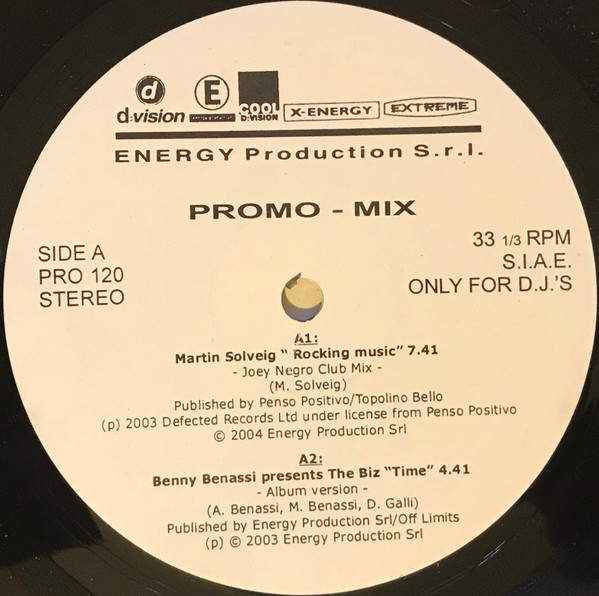 d
d:vision
E
COOL
D:VISION
X-ENERGY
EXTREME
ENERGY Production S.r.l.
PROMO - MIX
SIDE A
PRO 120
STEREO
33 1/3 RPM
S.I.A.E.
ONLY FOR D.J.'S
A1:
Martin Solveig " Rocking music" 7.41
- Joey Negro Club Mix -
(M. Solveig)
Published by Penso Positivo/Topolino Bello
(p) 2003 Defected Records Ltd under license from Penso Positivo
© 2004 Energy Production Srl
A2:
Benny Benassi presents The Biz "Time" 4.41
- Album version -
(A. Benassi, M. Benassi, D. Galli)
Published by Energy Production Srl/Off Limits
(p) © 2003 Energy Production Srl